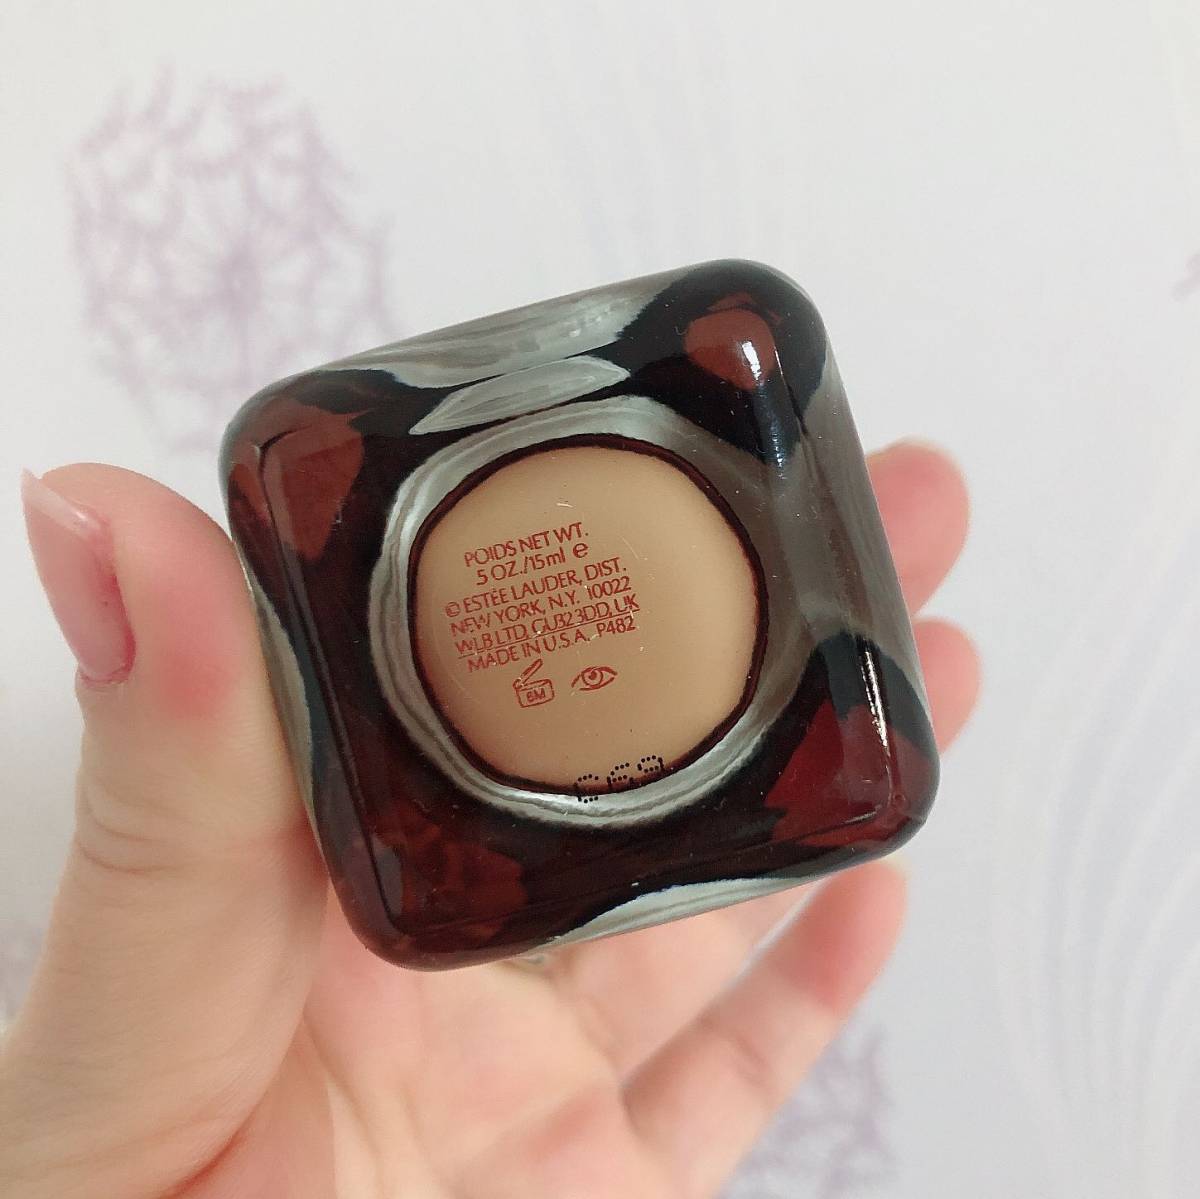 POIDS NET WT.
.5 OZ./15ml e
© ESTÉE LAUDER, DIST.
NEW YORK, N.Y. 10022
WLB LTD, GU32 3DD, UK
MADE IN U.S.A. P482
6M